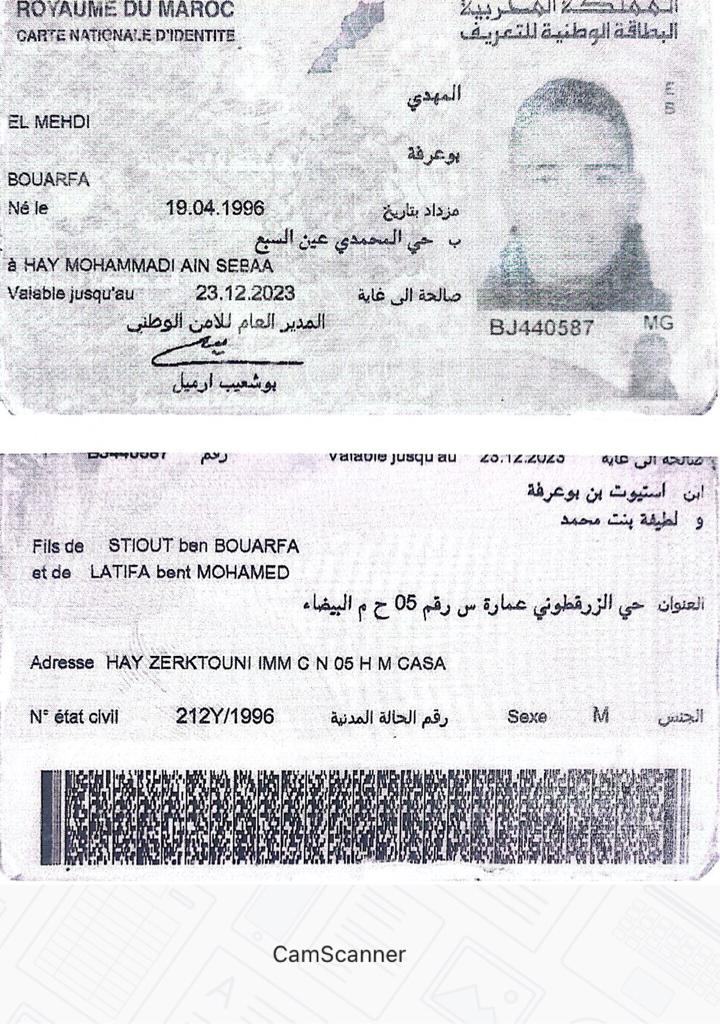 ROYAUME DU MAROC
المملكة المغربية
CARTE NATIONALE D'IDENTITE
البطاقة الوطنية للتعريف
المهدي
EL MEHDI
بوعرفة
BOUARFA
Né le 19.04.1996 مزداد بتاريخ
ب حي المحمدي عين السبع
à HAY MOHAMMADI AIN SEBAA
Valable jusqu'au 23.12.2023 صالحة الى غاية
المدير العام للامن الوطني
بوشعيب ارميل
BJ440587
MG
E
S
BJ440587 رقم Valable jusqu'au 23.12.2023 صالحة الى غاية
ابن استيوت بن بوعرفة
و لطيفة بنت محمد
Fils de STIOUT ben BOUARFA
et de LATIFA bent MOHAMED
العنوان حي الزرقطوني عمارة س رقم 05 ح م البيضاء
Adresse HAY ZERKTOUNI IMM C N 05 H M CASA
N° état civil 212Y/1996 رقم الحالة المدنية Sexe M الجنس
CamScanner